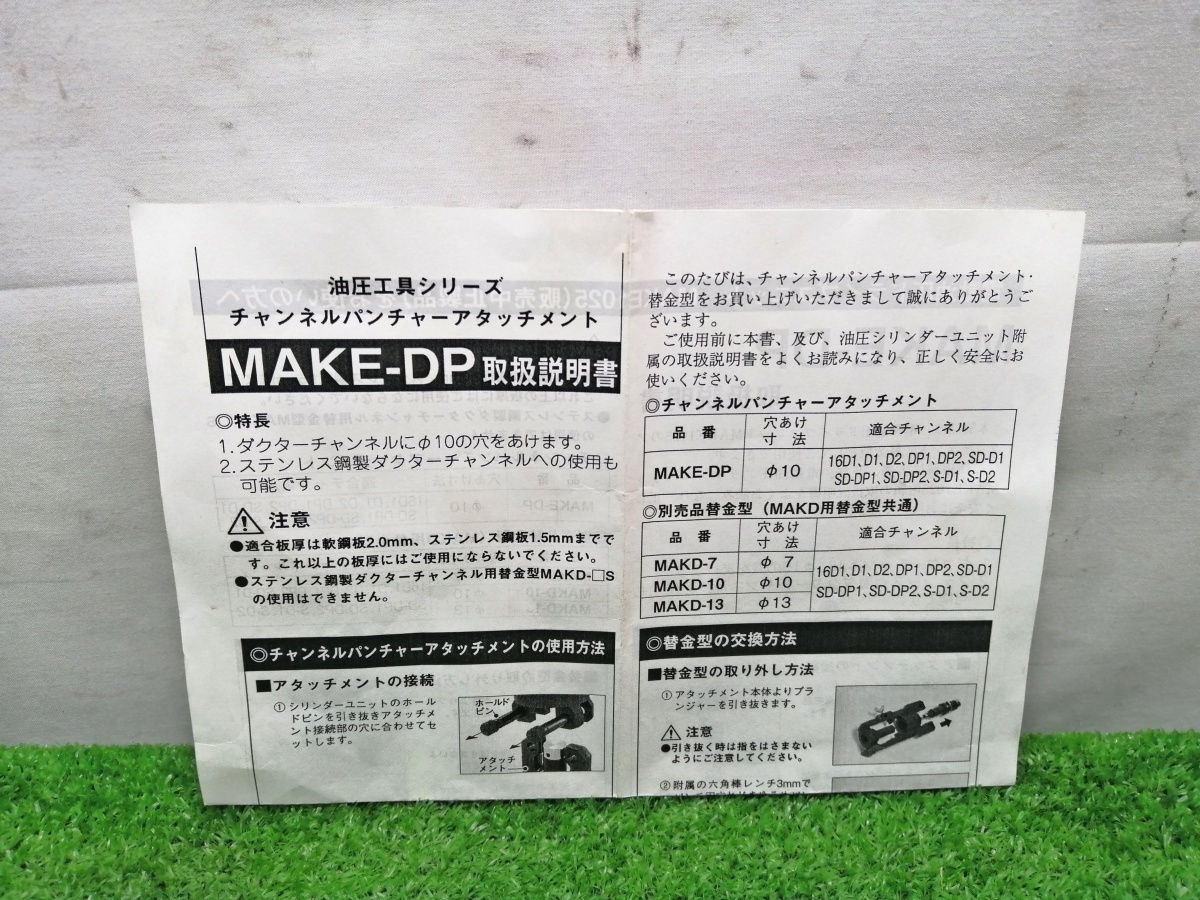 油圧工具シリーズ
チャンネルパンチャーアタッチメント
MAKE-DP 取扱説明書
◎特長
1.ダクターチャンネルにφ10の穴をあけます。
2.ステンレス鋼製ダクターチャンネルへの使用も
可能です。
注意
●適合板厚は軟鋼板2.0mm、ステンレス鋼板1.5mmまでで
す。これ以上の板厚にはご使用にならないでください。
●ステンレス鋼製ダクターチャンネル用替金型MAKD-□S
の使用はできません。
◎チャンネルパンチャーアタッチメントの使用方法
■アタッチメントの接続
①シリンダーユニットのホール
ドピンを引き抜きアタッチメ
ント接続部の穴に合わせてセ
ットします。
ホールド
ピン
アタッチ
メント
このたびは、チャンネルパンチャーアタッチメント・
替金型をお買い上げいただきまして誠にありがとうご
ざいます。
ご使用前に本書、及び、油圧シリンダーユニット附
属の取扱説明書をよくお読みになり、正しく安全にお
使いください。
◎チャンネルパンチャーアタッチメント
品番 穴あけ寸法 適合チャンネル
MAKE-DP φ10 16D1、D1、D2、DP1、DP2、SD-D1
SD-DP1、SD-DP2、S-D1、S-D2
◎別売品替金型（MAKD用替金型共通）
品番 穴あけ寸法 適合チャンネル
MAKD-7 φ7
MAKD-10 φ10
MAKD-13 φ13
16D1、D1、D2、DP1、DP2、SD-D1
SD-DP1、SD-DP2、S-D1、S-D2
◎替金型の交換方法
■替金型の取り外し方法
①アタッチメント本体よりプラ
ンジャーを引き抜きます。
注意
●引き抜く時は指をはさまない
ようにご注意してください。
②附属の六角棒レンチ3mmで